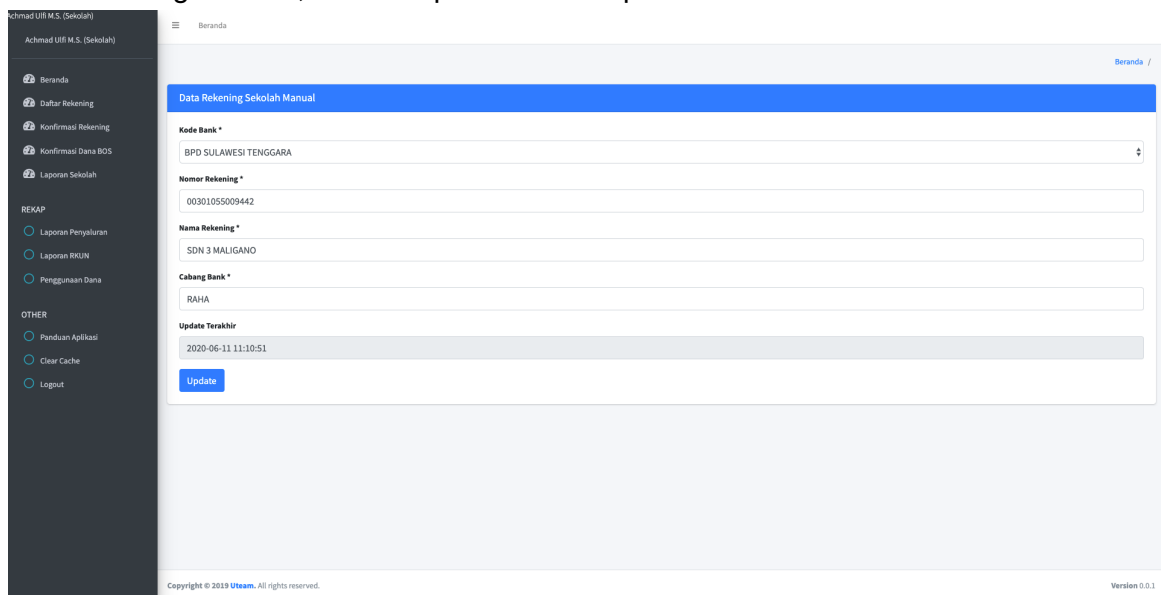 Achmad Ulfi M.S. (Sekolah)
Achmad Ulfi M.S. (Sekolah)
Beranda
Daftar Rekening
Konfirmasi Rekening
Konfirmasi Dana BOS
Laporan Sekolah
REKAP
Laporan Penyaluran
Laporan RKUN
Penggunaan Dana
OTHER
Panduan Aplikasi
Clear Cache
Logout
Beranda
Beranda /
Data Rekening Sekolah Manual
Kode Bank *
BPD SULAWESI TENGGARA
Nomor Rekening *
00301055009442
Nama Rekening *
SDN 3 MALIGANO
Cabang Bank *
RAHA
Update Terakhir
2020-06-11 11:10:51
Update
Copyright © 2019 Uteam. All rights reserved.
Version 0.0.1